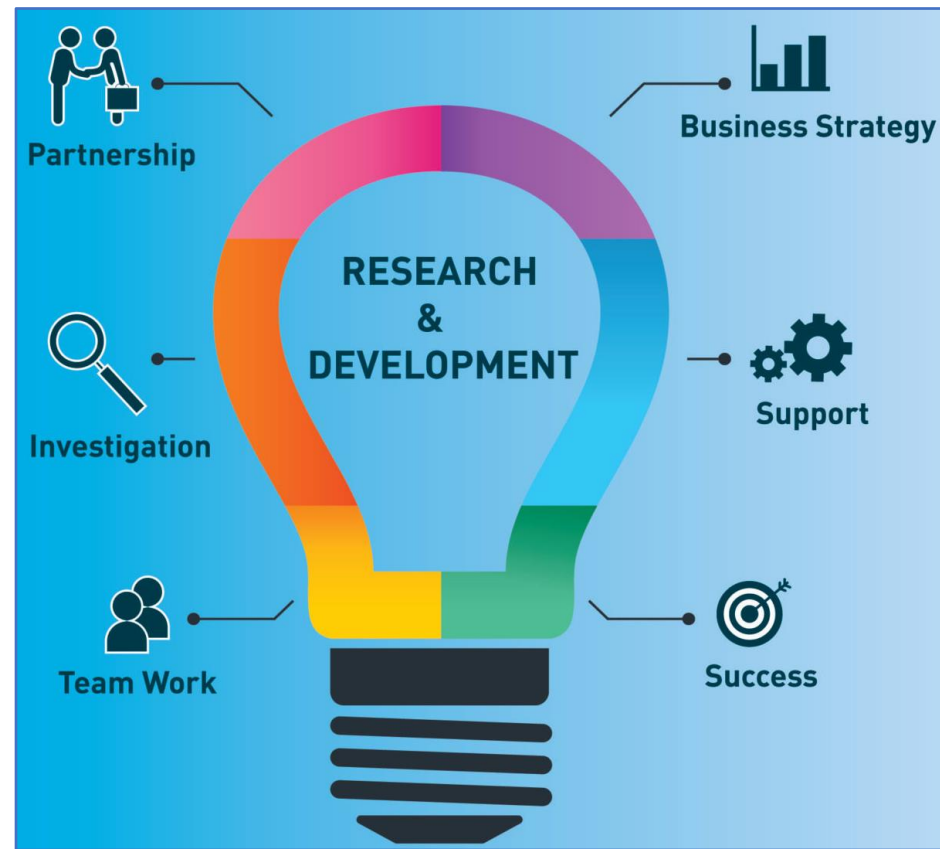 Partnership
Business Strategy
RESEARCH
&
DEVELOPMENT
Investigation
Support
Team Work
Success